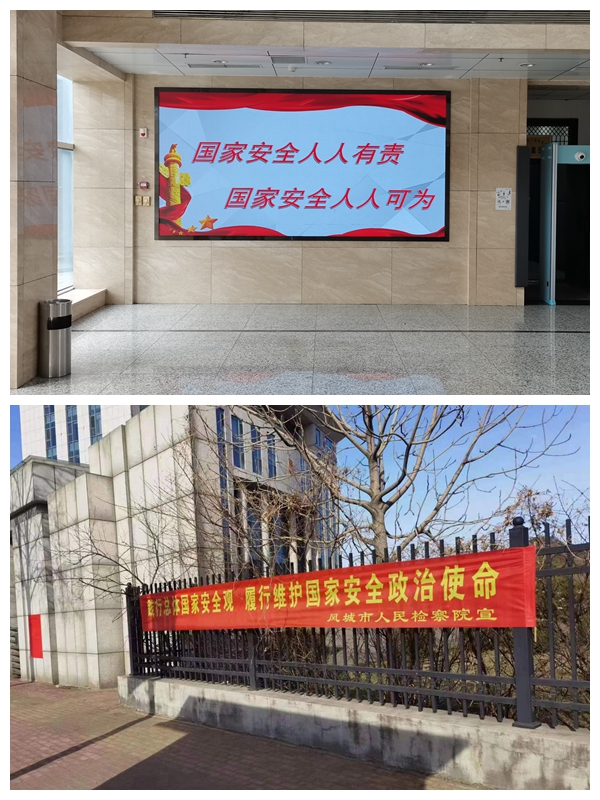 国家安全人人有责
国家安全人人可为
践行总体国家安全观 履行维护国家安全政治使命
凤城市人民检察院宣